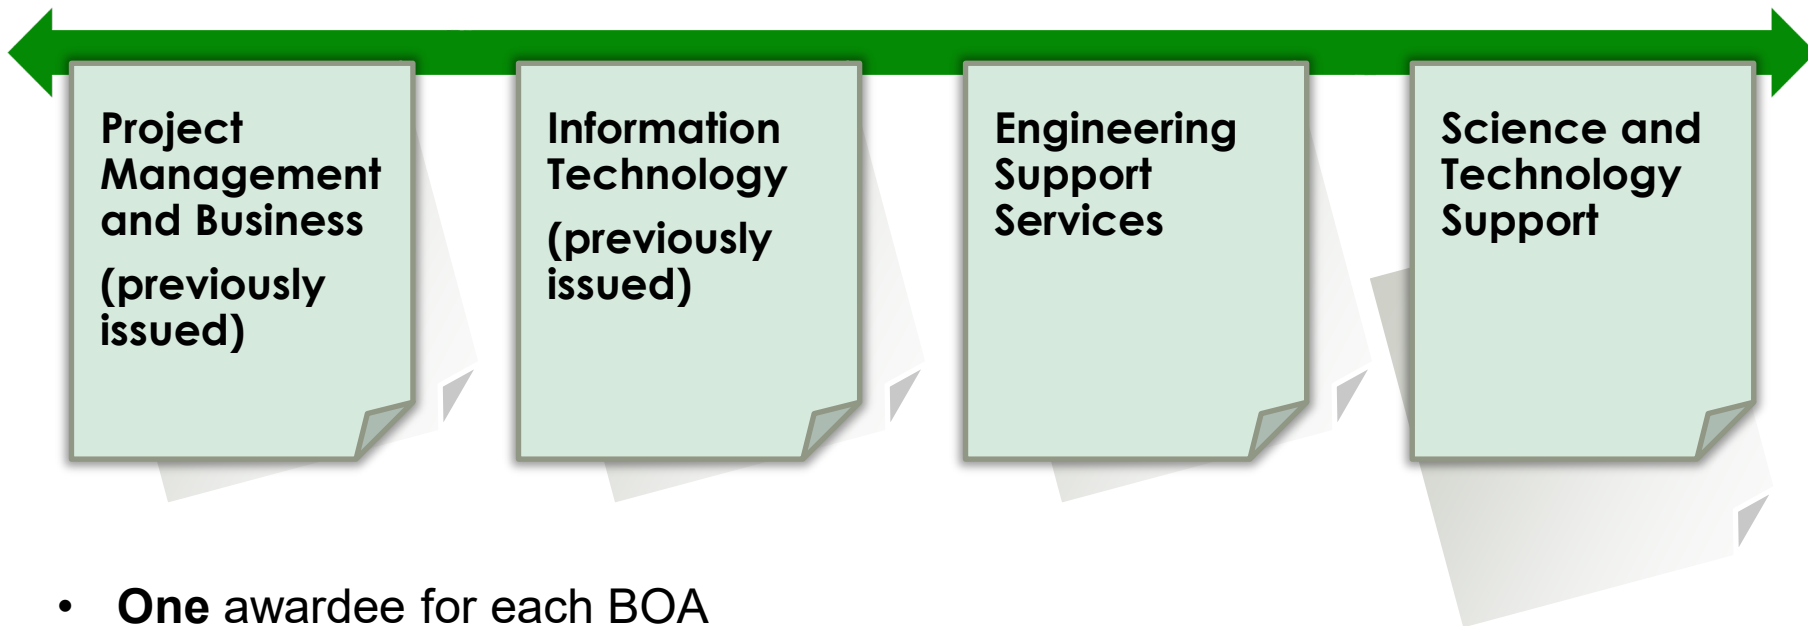 Project
Management
and Business
(previously
issued)
Information
Technology
(previously
issued)
Engineering
Support
Services
Science and
Technology
Support
• One awardee for each BOA